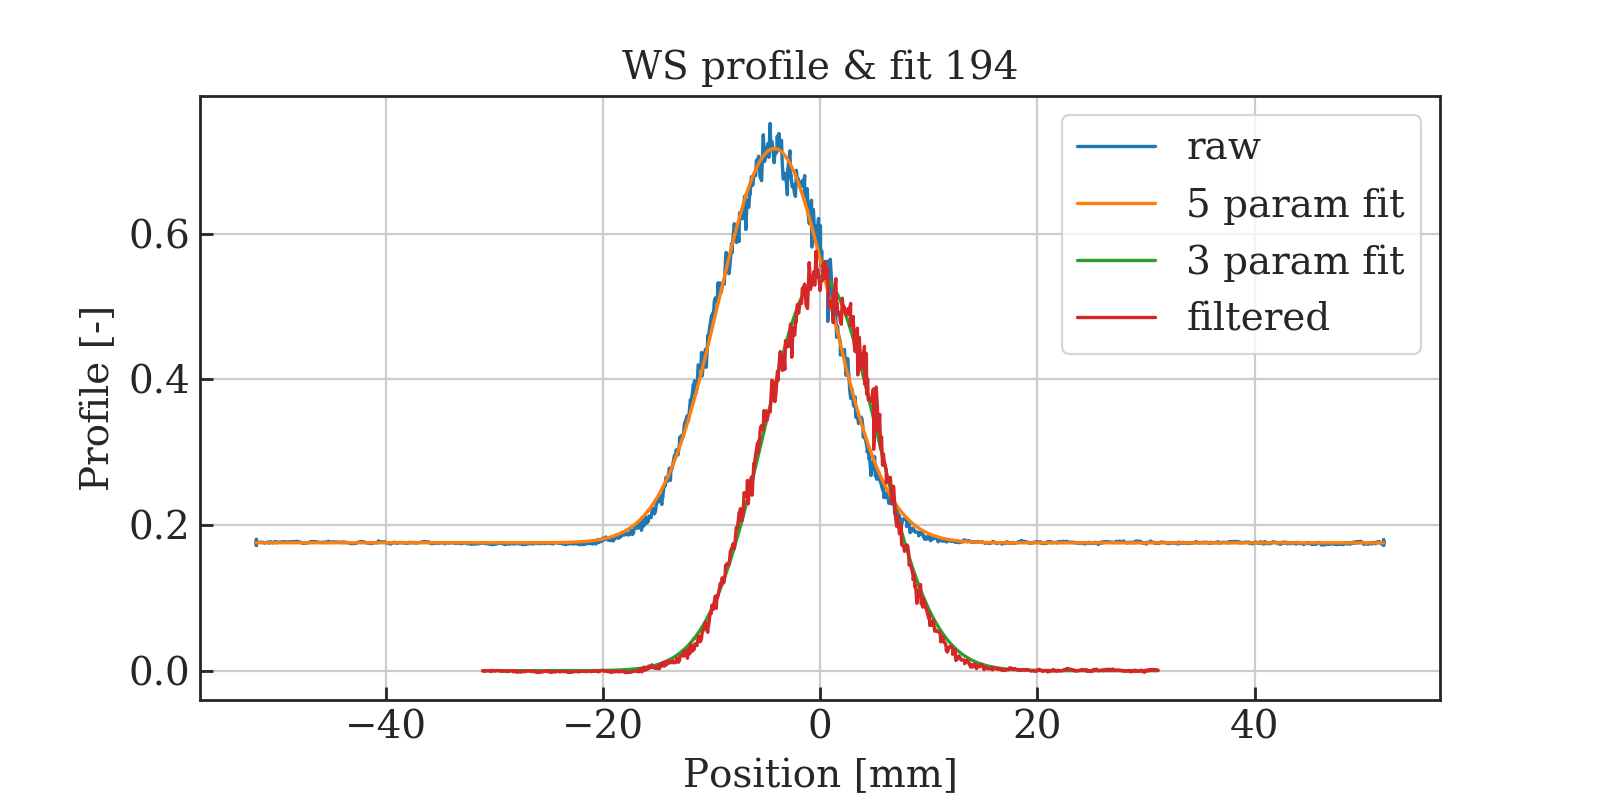 WS profile & fit 194
raw
5 param fit
3 param fit
filtered
0.6
0.4
0.2
0.0
Profile [-]
−40
−20
0
20
40
Position [mm]